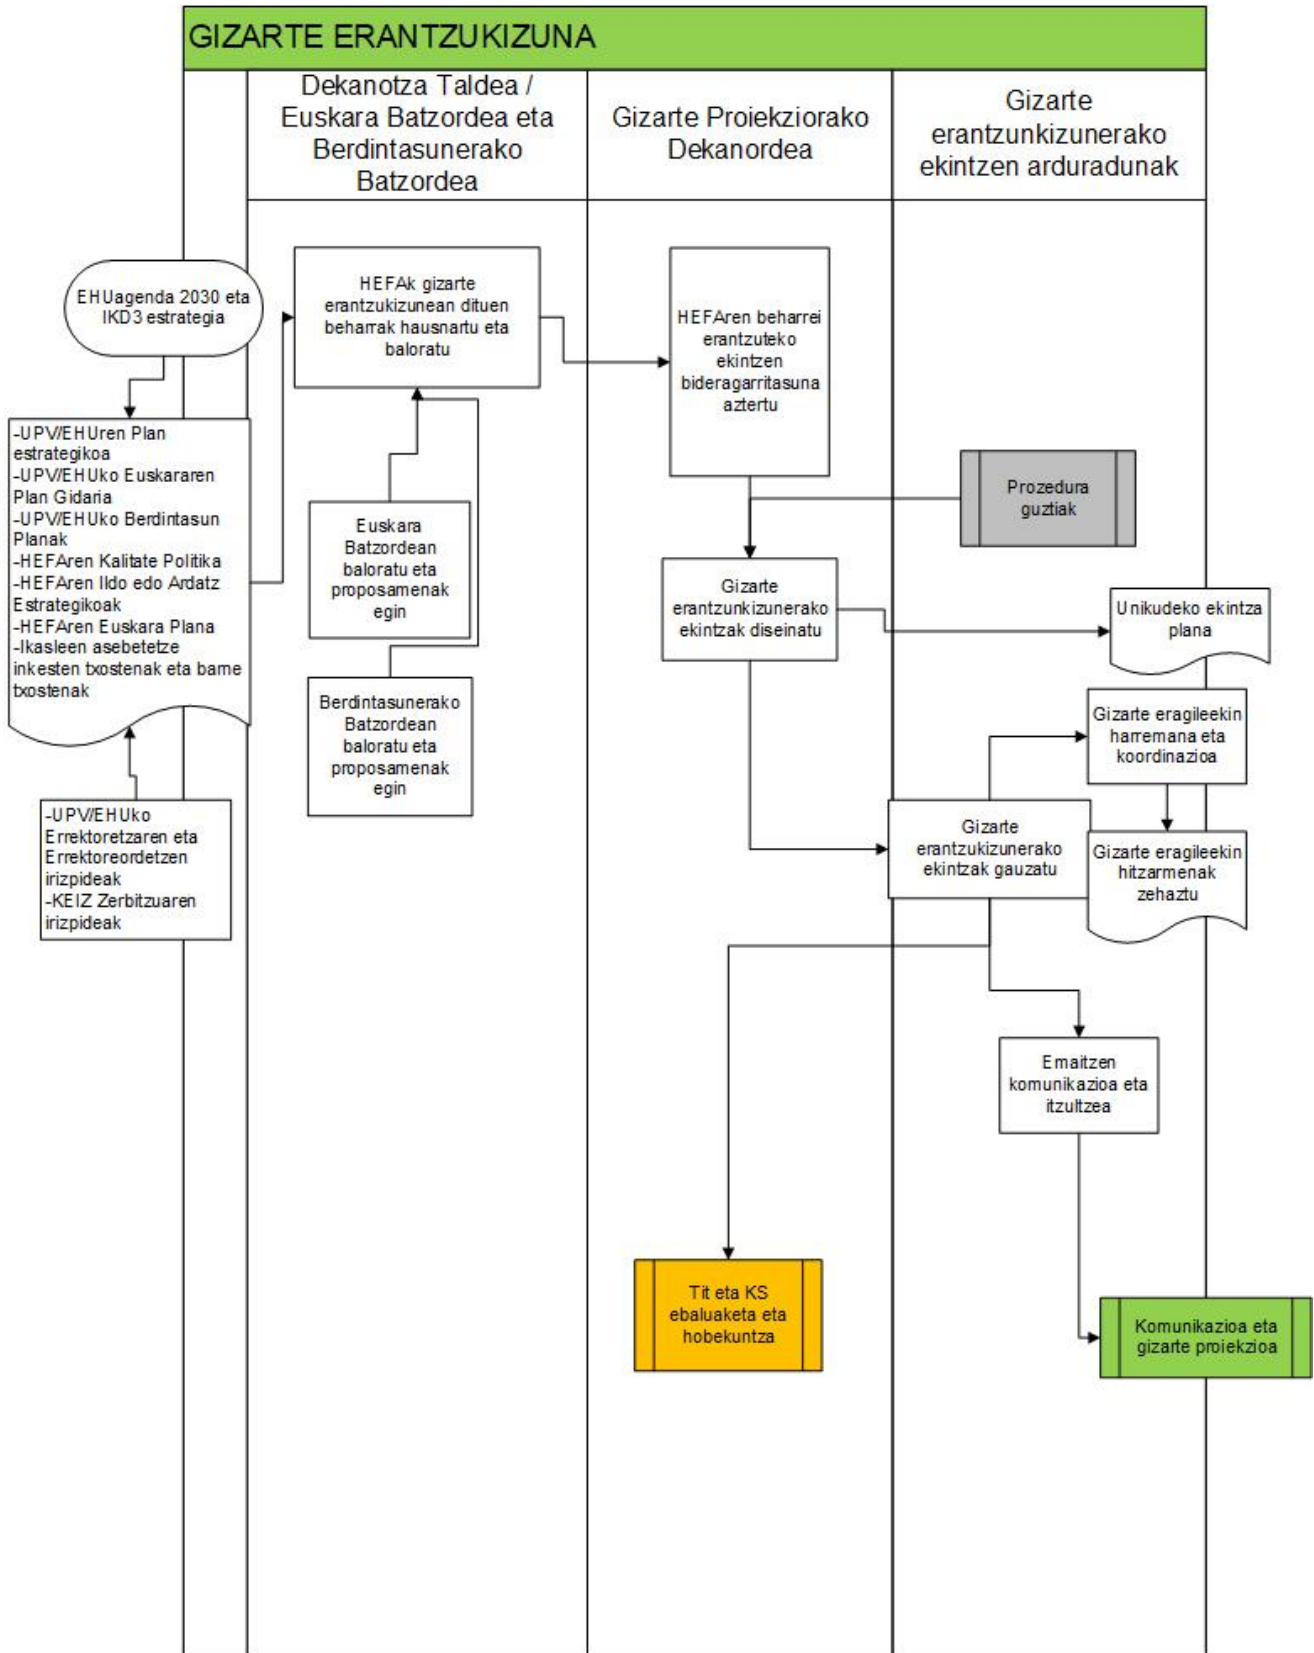 GIZARTE ERANTZUKIZUNA
Dekanotza Taldea /
Euskara Batzordea eta
Berdintasunerako
Batzordea
Gizarte Proiekziorako
Dekanordea
Gizarte
erantzunkizunerako
ekintzen arduradunak
EHUagenda 2030 eta
IKD3 estrategia
HEFAk gizarte
erantzukizunean dituen
beharrak hausnartu eta
baloratu
HEFAren beharrei
erantzuteko
ekintzen
bideragarritasuna
aztertu
-UPV/EHUren Plan
estrategikoa
-UPV/EHUko Euskararen
Plan Gidaria
-UPV/EHUko Berdintasun
Planak
-HEFAren Kalitate Politika
-HEFAren Ildo edo Ardatz
Estrategikoak
-HEFAren Euskara Plana
-Ikasleen asebetetze
inkesten txostenak eta barne
txostenak
Prozedura
guztiak
Euskara
Batzordean
baloratu eta
proposamenak
egin
Gizarte
erantzunkizunerako
ekintzak diseinatu
Unikudeko ekintza
plana
Berdintasunerako
Batzordean
baloratu eta
proposamenak
egin
Gizarte eragileekin
harremana eta
koordinazioa
-UPV/EHUko
Errektoretzaren eta
Errektoreordetzen
irizpideak
-KEIZ Zerbitzuaren
irizpideak
Gizarte
erantzukizunerako
ekintzak gauzatu
Gizarte eragileekin
hitzarmenak
zehaztu
Emaitzen
komunikazioa eta
itzultzea
Tit eta KS
ebaluaketa eta
hobekuntza
Komunikazioa eta
gizarte proiekzioa